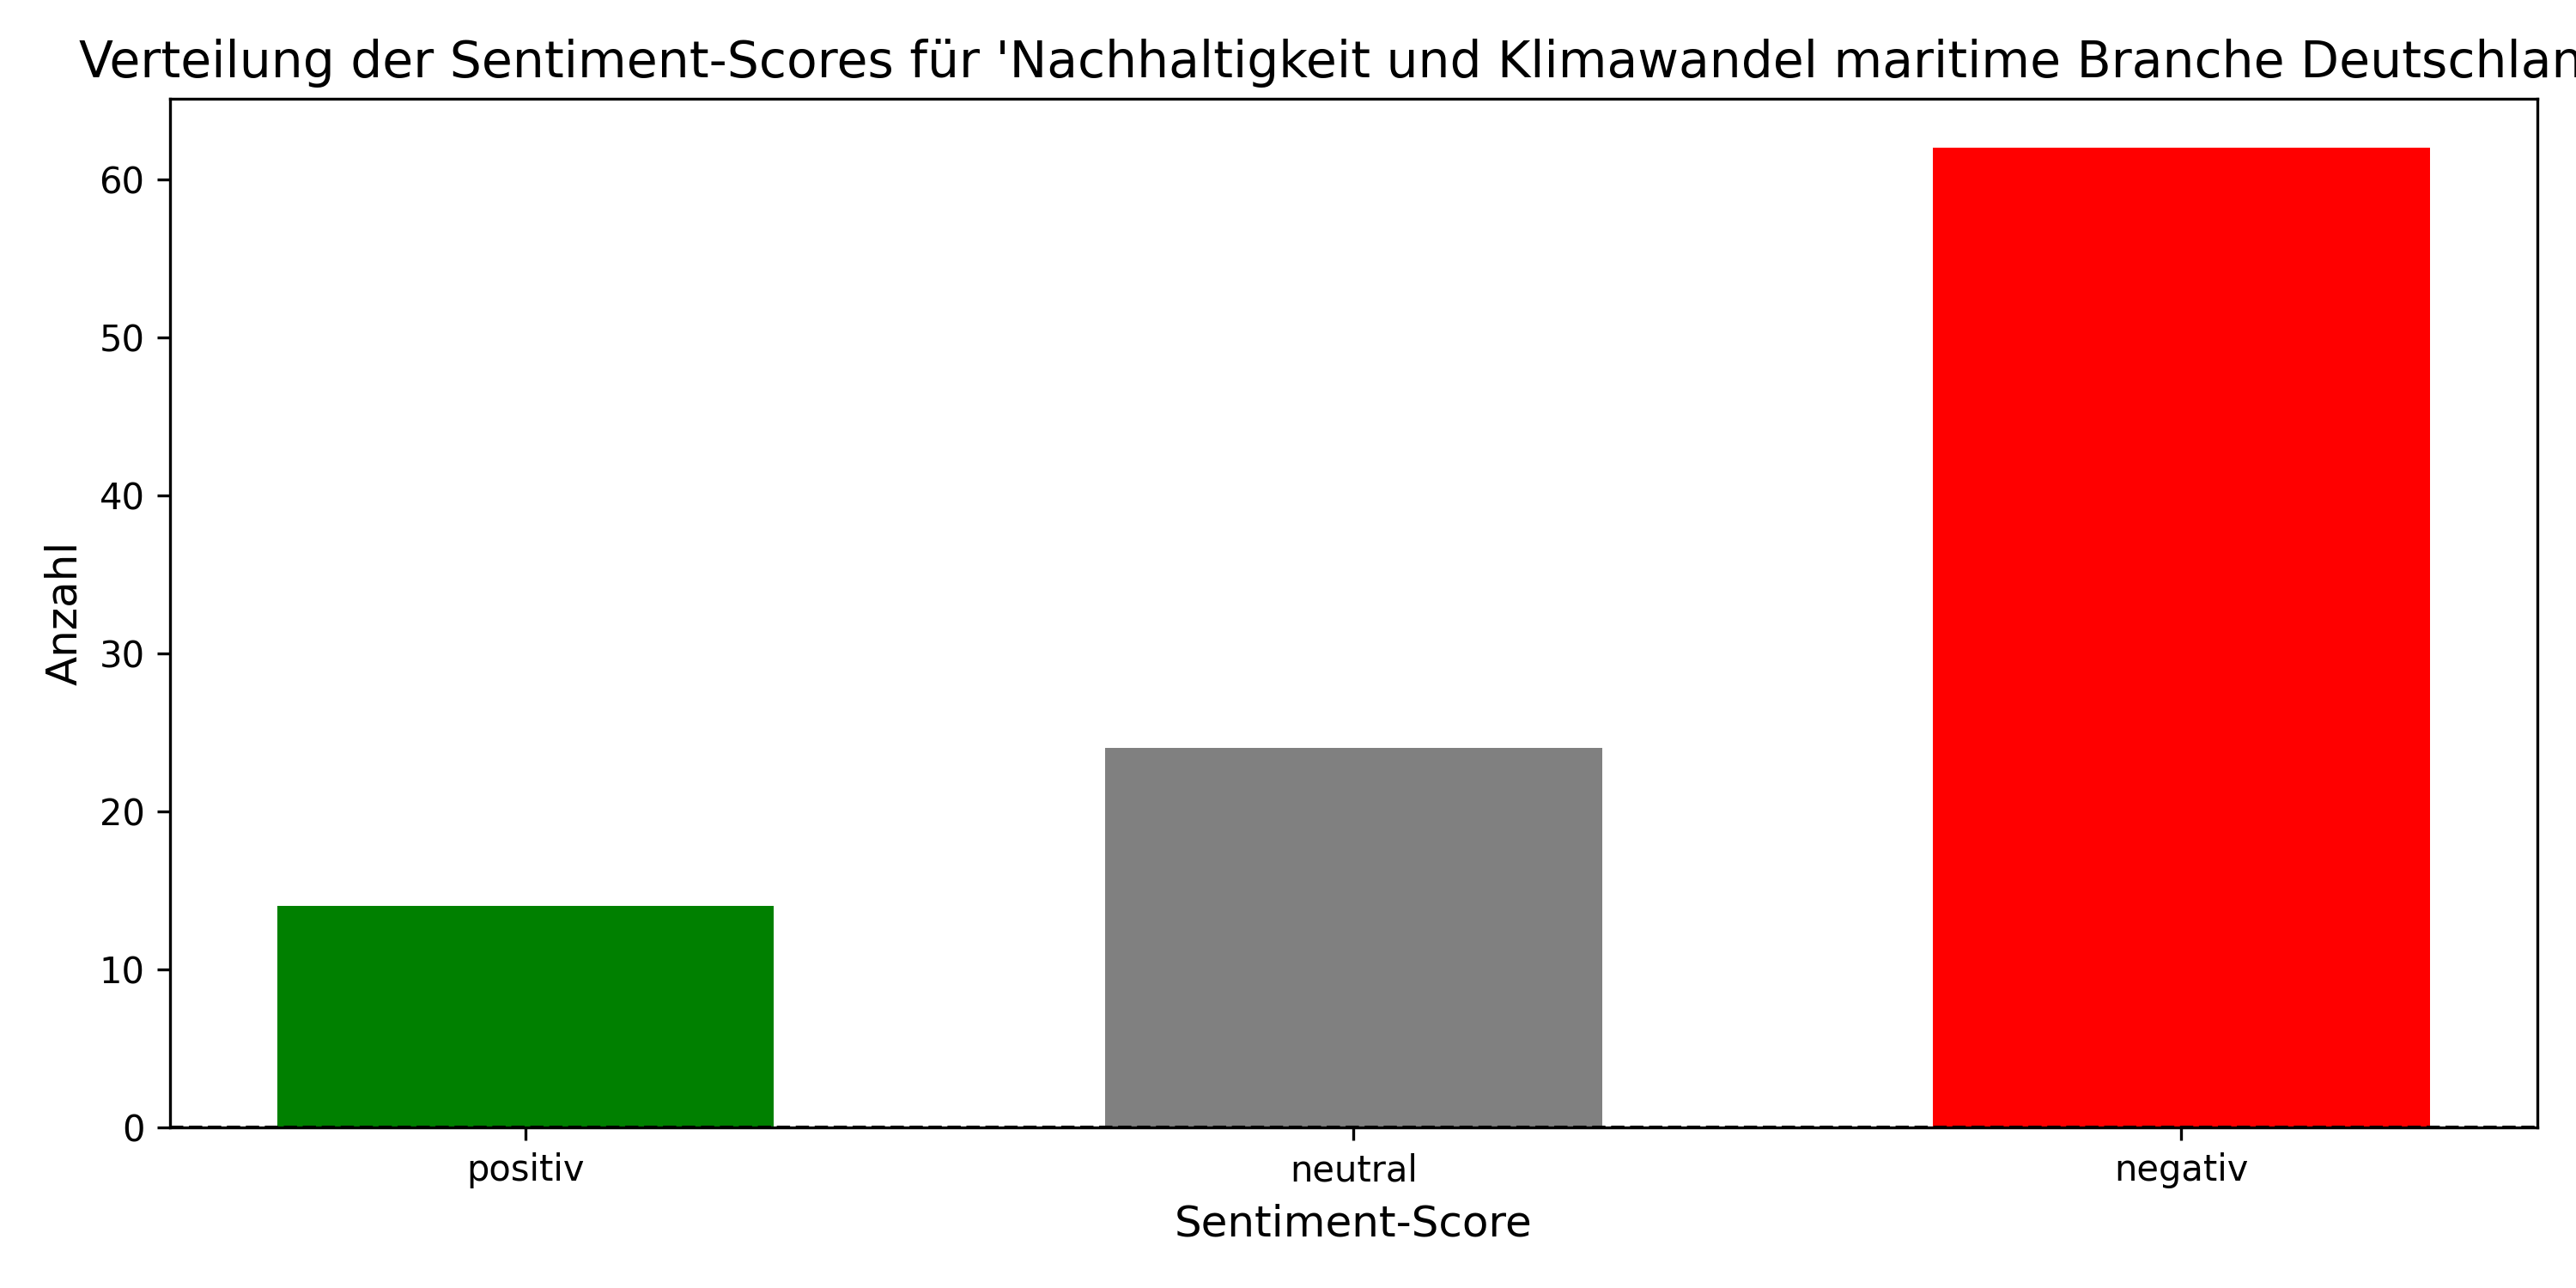 Verteilung der Sentiment-Scores für 'Nachhaltigkeit und Klimawandel maritime Branche
60
50
40
30
20
10
0
Anzahl
positiv
neutral
negativ
Sentiment-Score